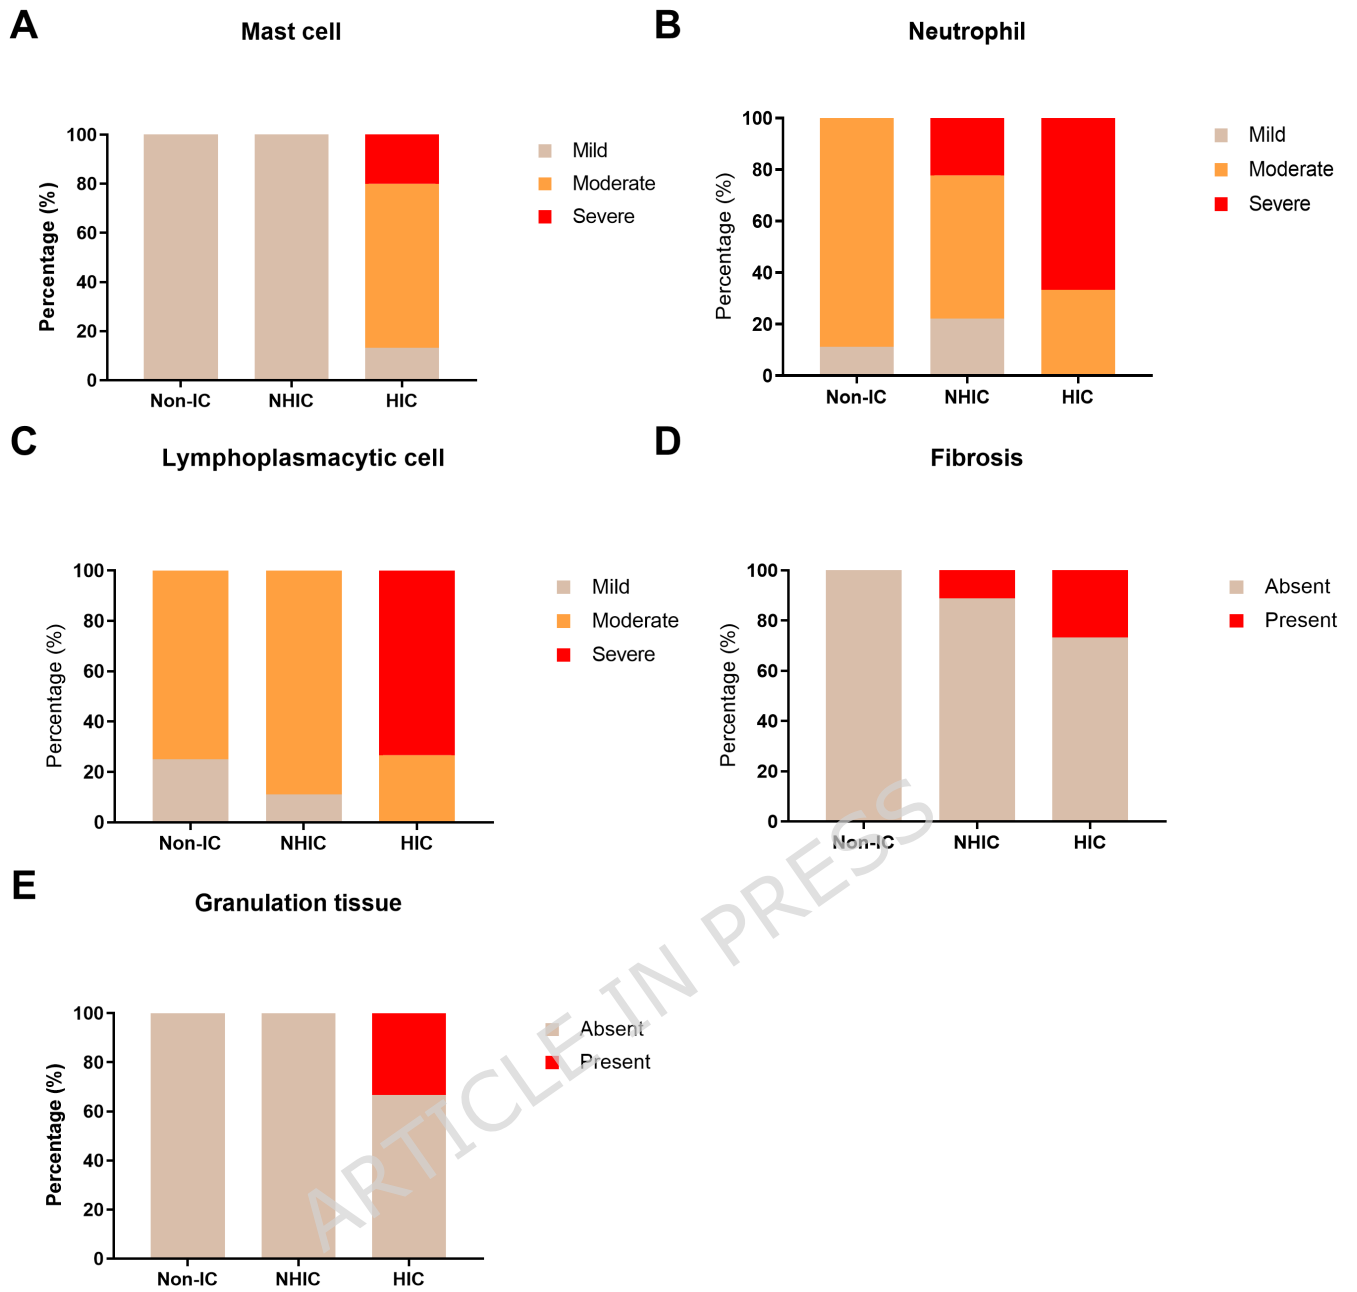 A
Mast cell
Percentage (%)
100
80
60
40
20
0
Non-IC NHIC HIC
Mild
Moderate
Severe
B
Neutrophil
Percentage (%)
100
80
60
40
20
0
Non-IC NHIC HIC
Mild
Moderate
Severe
C
Lymphoplasmacytic cell
Percentage (%)
100
80
60
40
20
0
Non-IC NHIC HIC
Mild
Moderate
Severe
D
Fibrosis
Percentage (%)
100
80
60
40
20
0
Non-IC NHIC HIC
Absent
Present
E
Granulation tissue
Percentage (%)
100
80
60
40
20
0
Non-IC NHIC HIC
Absent
Present
ARTICLE IN PRESS